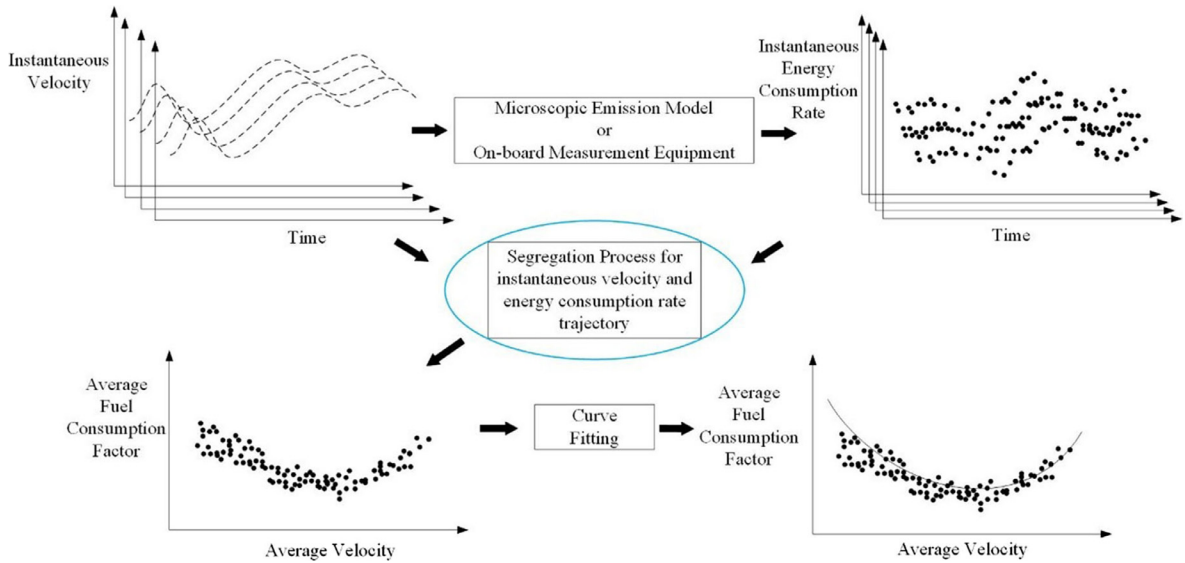 Instantaneous
Velocity
Time
Microscopic Emission Model
or
On-board Measurement Equipment
Instantaneous
Energy
Consumption
Rate
Time
Segregation Process for
instantaneous velocity and
energy consumption rate
trajectory
Average
Fuel
Consumption
Factor
Average Velocity
Curve
Fitting
Average
Fuel
Consumption
Factor
Average Velocity